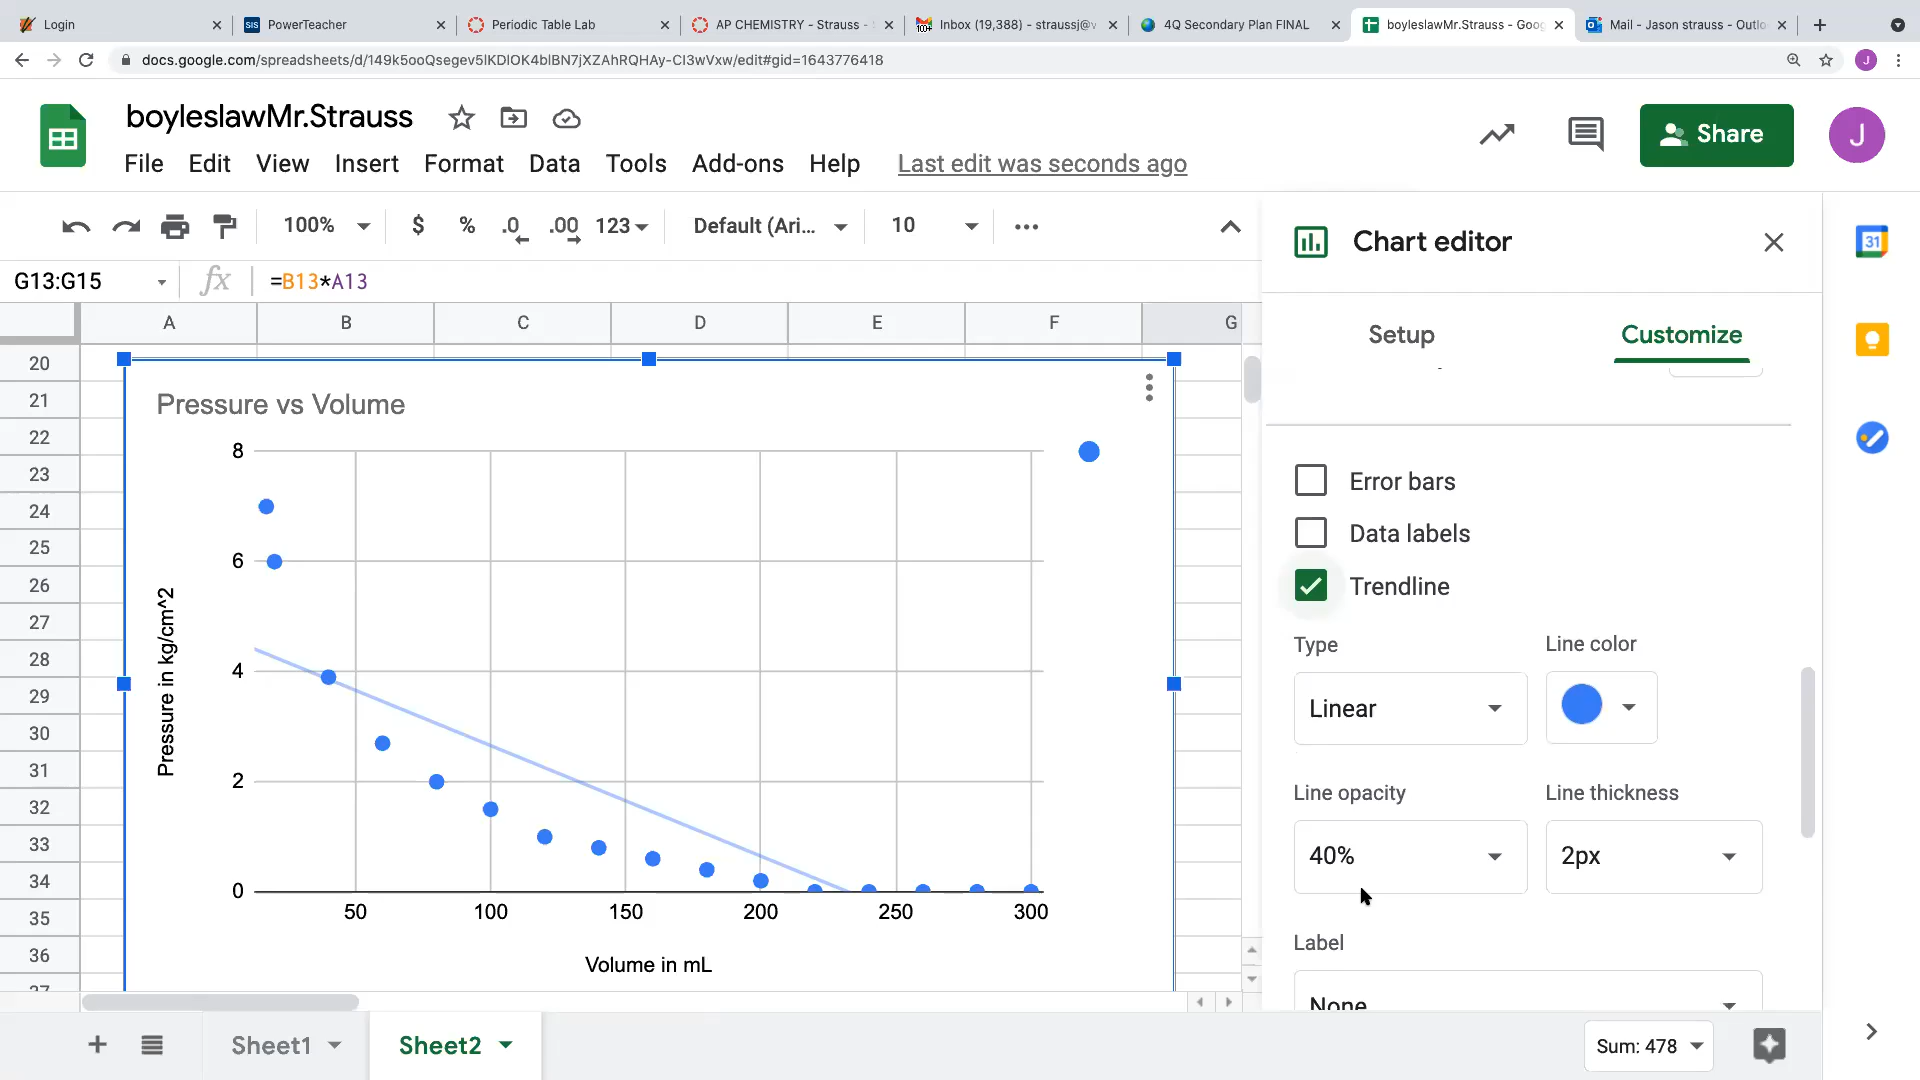 Login
SIS PowerTeacher
Periodic Table Lab
AP CHEMISTRY - Strauss -
Inbox (19,388) - straussj@v
4Q Secondary Plan FINAL
boyleslawMr.Strauss - Goog
Mail - Jason strauss - Outlo
docs.google.com/spreadsheets/d/149k5ooQsegev5lKDlOK4blBN7jXZAhRQHAy-CI3wVxw/edit#gid=1643776418
J
boyleslawMr.Strauss
File Edit View Insert Format Data Tools Add-ons Help Last edit was seconds ago
Share
J
100% $ % .0 .00 123 Default (Ari... 10 ...
G13:G15 fx =B13*A13
A B C D E F G
20
21
22
23
24
25
26
27
28
29
30
31
32
33
34
35
36
37
Pressure vs Volume
Pressure in kg/cm^2
8
6
4
2
0
50 100 150 200 250 300
Volume in mL
Chart editor
Setup Customize
Error bars
Data labels
Trendline
Type Line color
Linear
Line opacity Line thickness
40% 2px
Label
None
31
Sheet1 Sheet2
Sum: 478